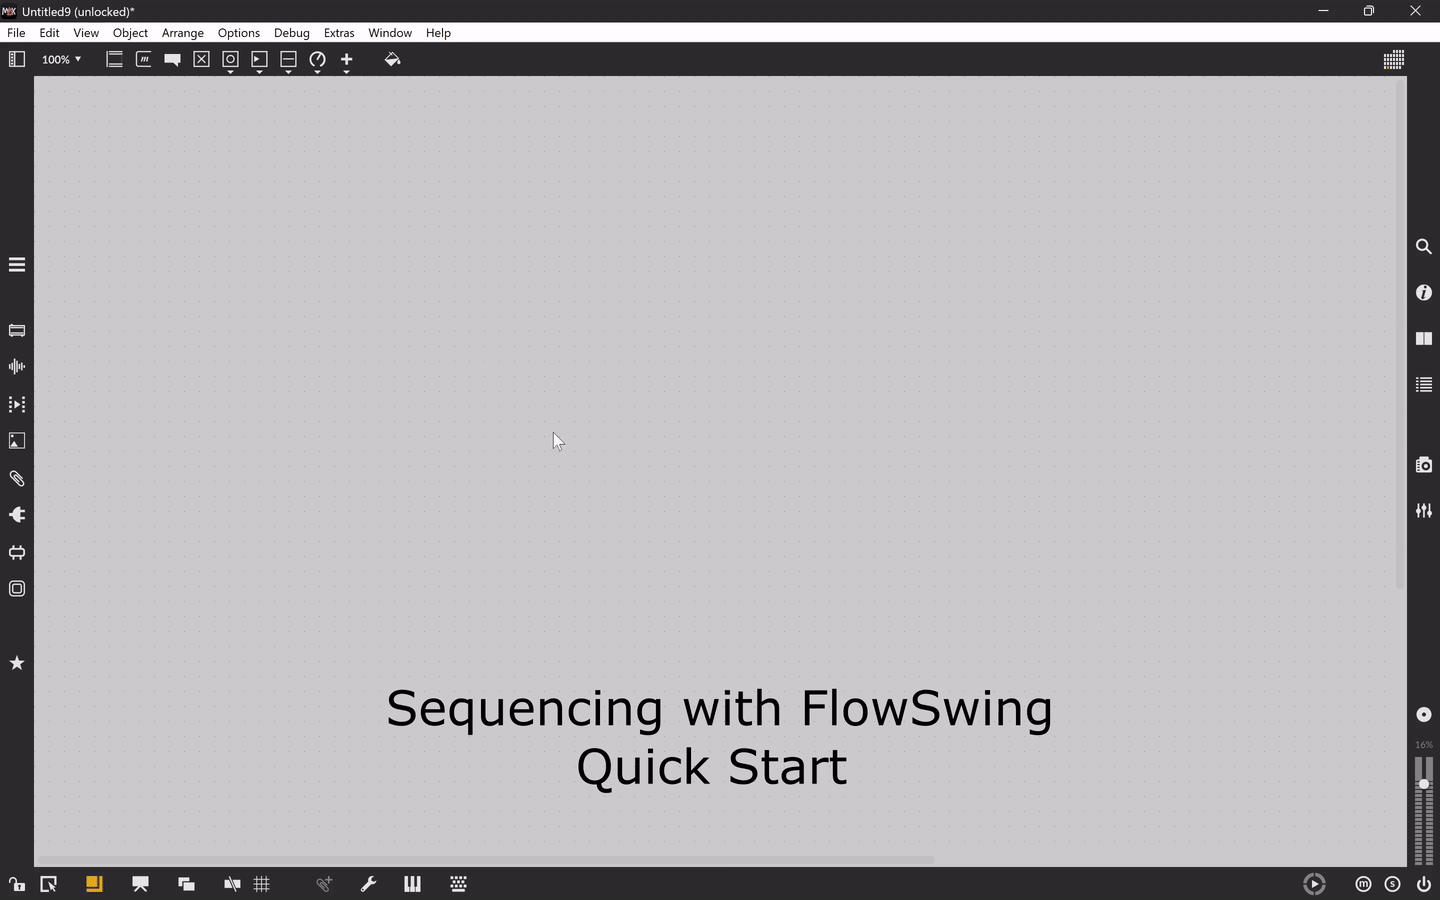 Untitled9 (unlocked)*
File Edit View Object Arrange Options Debug Extras Window Help
100%
16%
Sequencing with FlowSwing
Quick Start